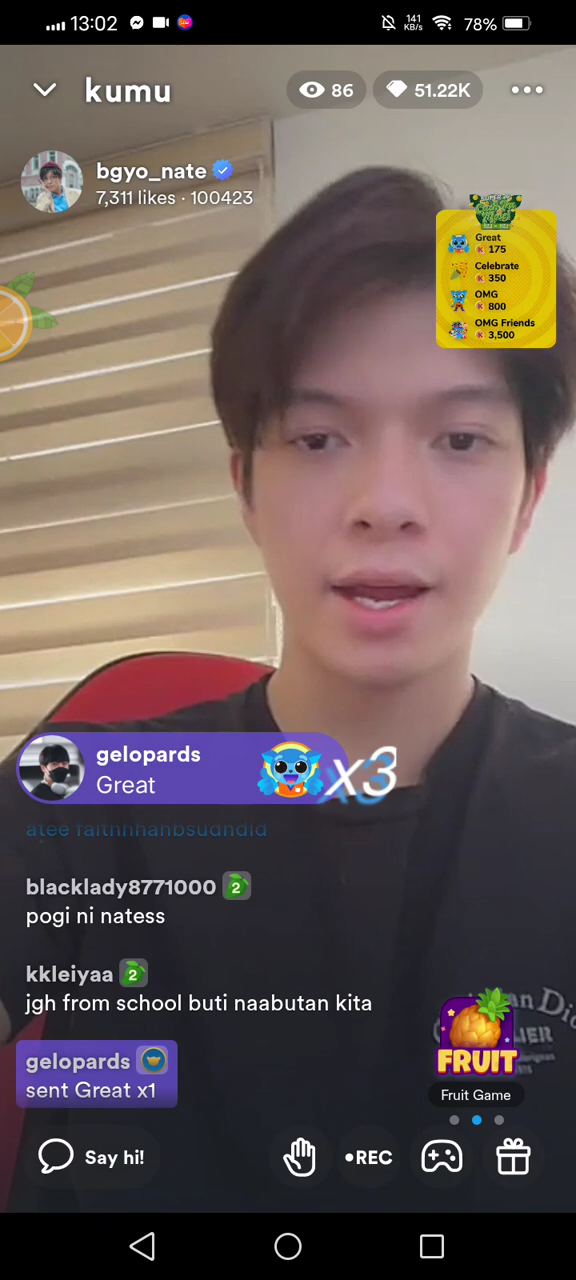 13:02
141
KB/s
78%
kumu
86
51.22K
bgyo_nate
7,311 likes · 100423
Great
175
Celebrate
350
OMG
800
OMG Friends
3,500
gelopards
Great
x3
blacklady8771000 2
pogi ni natess
kkleiyaa 2
jgh from school buti naabutan kita
gelopards
sent Great x1
FRUIT
Fruit Game
Say hi!
•REC